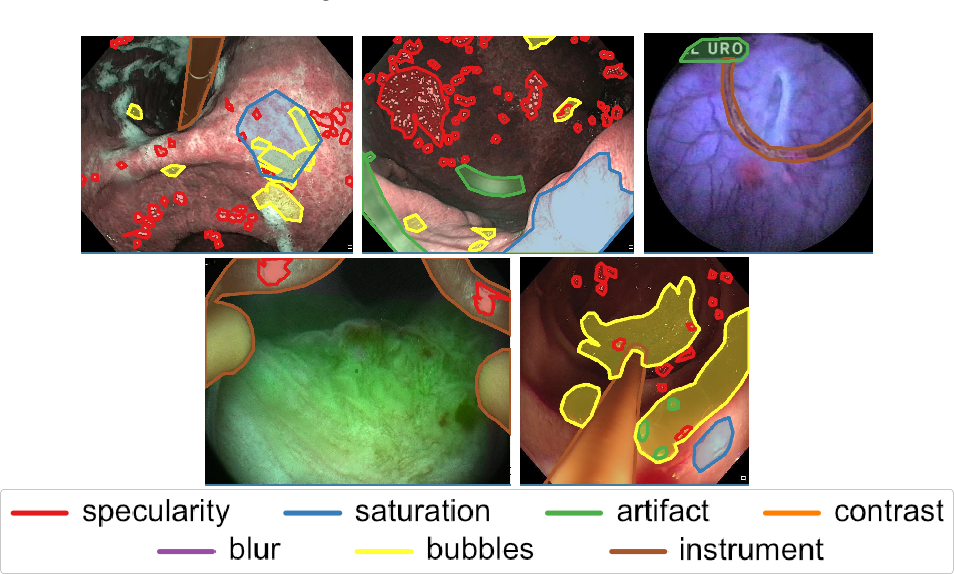 L URO
specularity saturation artifact contrast
blur bubbles instrument